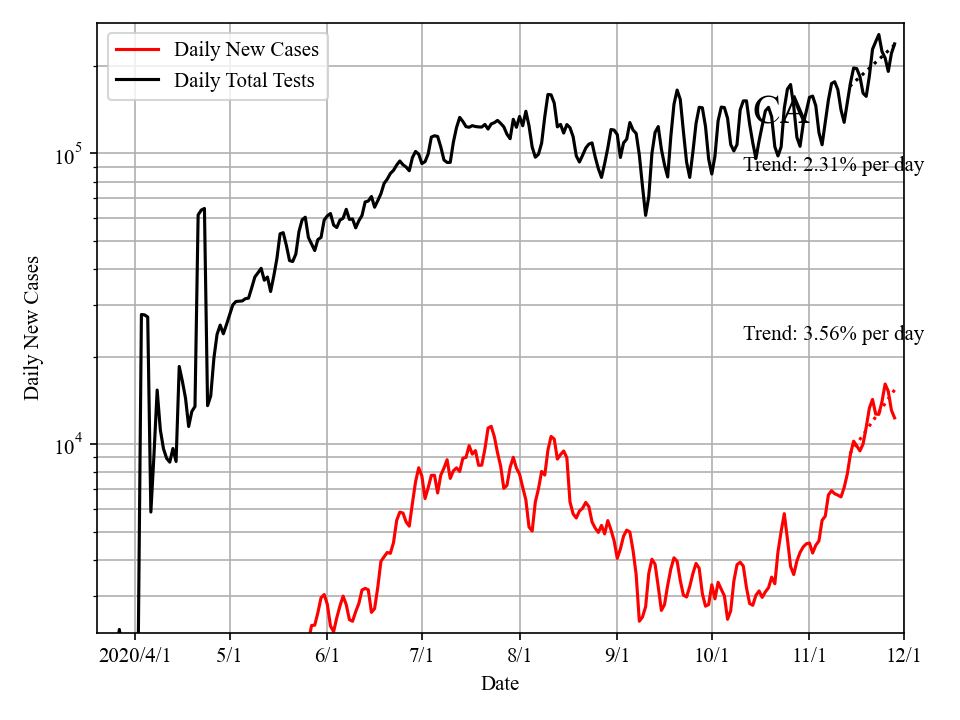 Daily New Cases
Daily Total Tests
CA
10^5
Trend: 2.31% per day
Daily New Cases
Trend: 3.56% per day
10^4
2020/4/1 5/1 6/1 7/1 8/1 9/1 10/1 11/1 12/1
Date